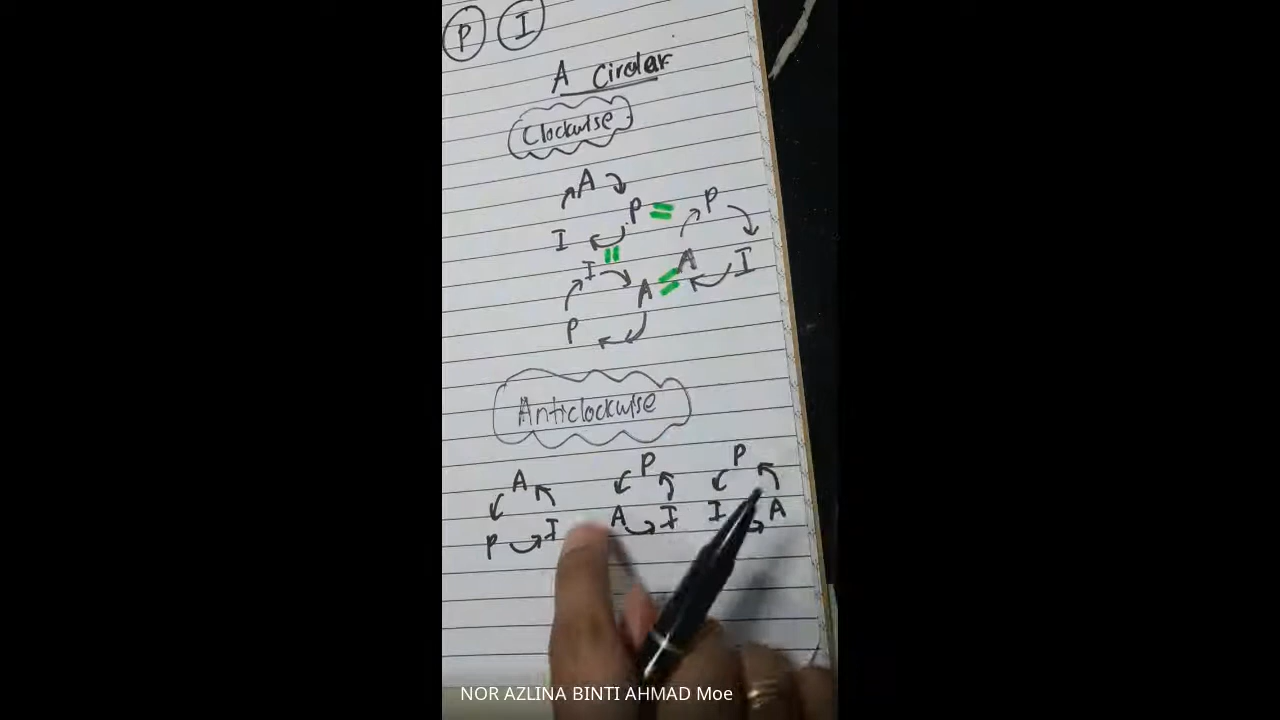 P I
A Circular
Clockwise
A
P = P
I
I A I
A
P
Anticlockwise
A P P
P I A I I A
NOR AZLINA BINTI AHMAD Moe